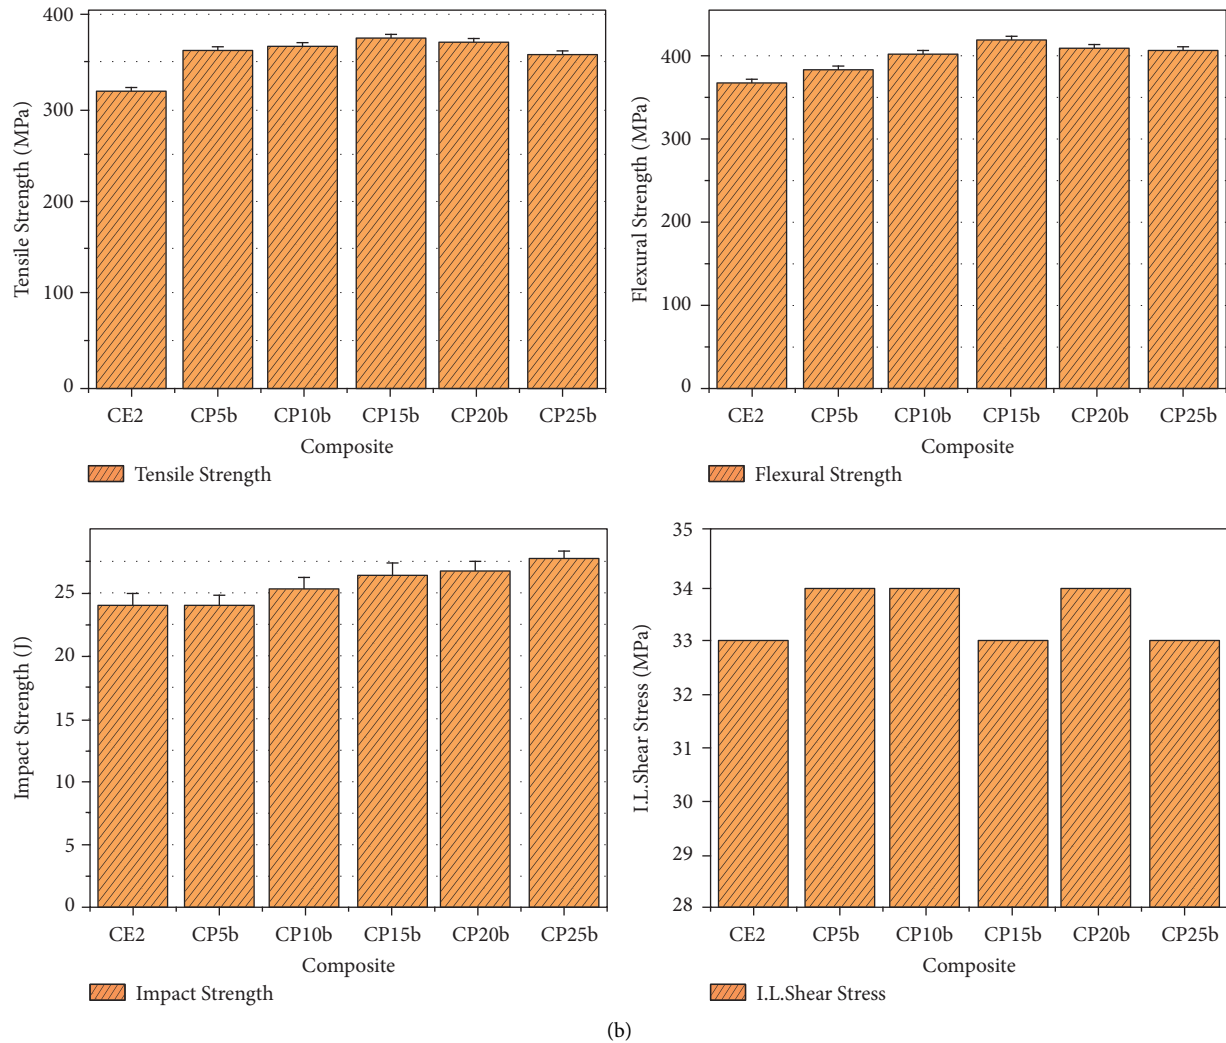 400
300
200
100
0
Tensile Strength (MPa)
CE2 CP5b CP10b CP15b CP20b CP25b
Composite
Tensile Strength
400
300
200
100
0
Flexural Strength (MPa)
CE2 CP5b CP10b CP15b CP20b CP25b
Composite
Flexural Strength
25
20
15
10
5
0
Impact Strength (J)
CE2 CP5b CP10b CP15b CP20b CP25b
Composite
Impact Strength
35
34
33
32
33
30
29
28
I.L.Shear Stress (MPa)
CE2 CP5b CP10b CP15b CP20b CP25b
Composite
I.L.Shear Stress
(b)